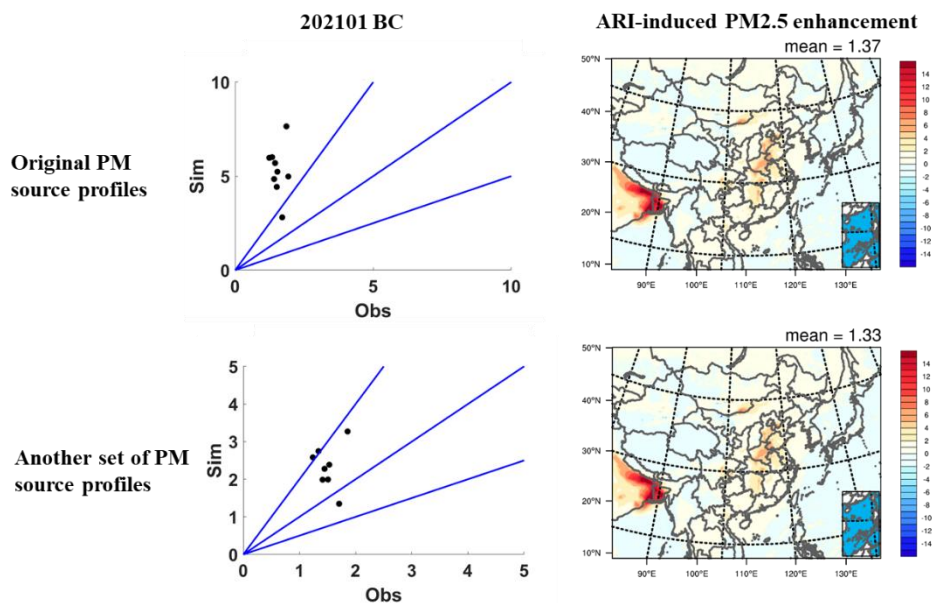 202101 BC
ARI-induced PM2.5 enhancement
mean = 1.37
Original PM
source profiles
10
5
0
Sim
0
5
10
Obs
50°N
40°N
30°N
20°N
10°N
90°E
100°E
110°E
120°E
130°E
14
12
10
8
6
4
2
0
-2
-4
-6
-8
-10
-12
-14
mean = 1.33
Another set of PM
source profiles
5
4
3
2
1
0
Sim
0
1
2
3
4
5
Obs
50°N
40°N
30°N
20°N
10°N
90°E
100°E
110°E
120°E
130°E
14
12
10
8
6
4
2
0
-2
-4
-6
-8
-10
-12
-14